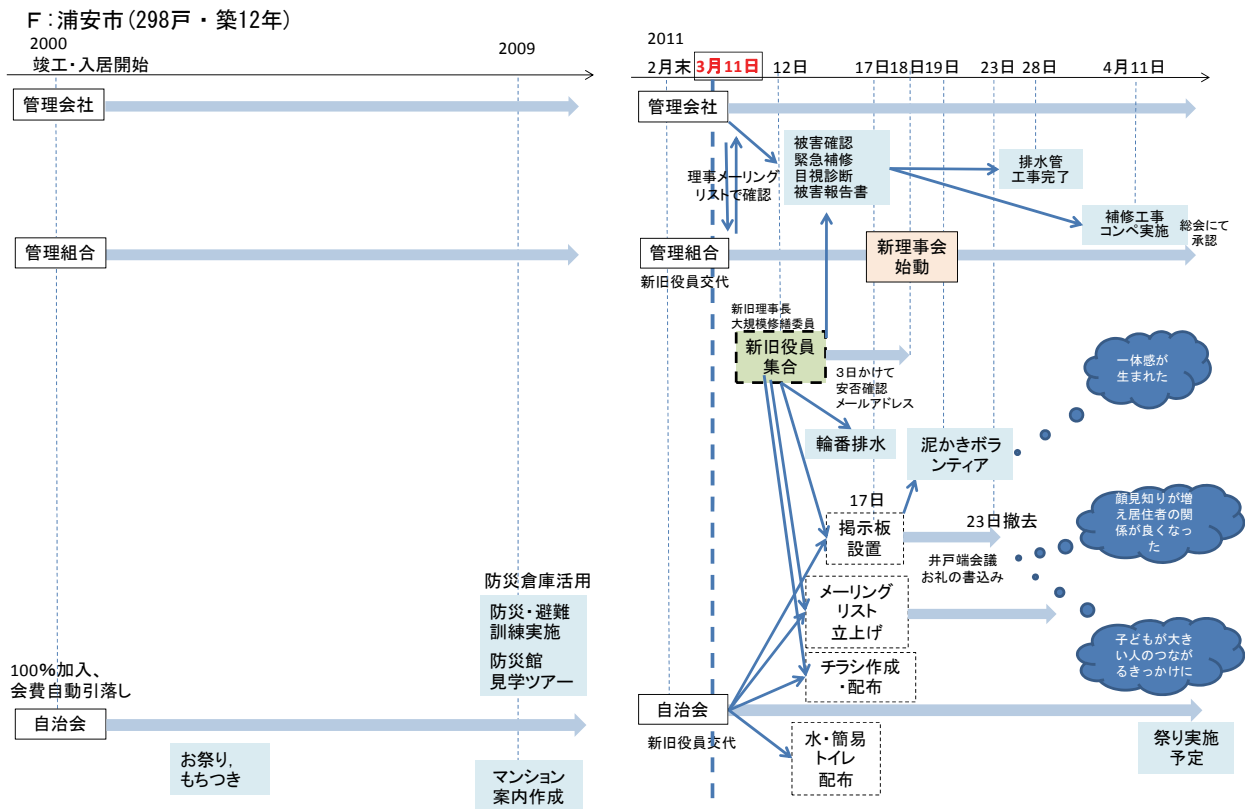 F：浦安市(298戸・築12年)
2000
竣工・入居開始
2009
管理会社
管理組合
防災倉庫活用
防災・避難
訓練実施
防災館
見学ツアー
100%加入、
会費自動引落し
自治会
お祭り,
もちつき
マンション
案内作成
2011
2月末
3月11日
12日
17日
18日
19日
23日
28日
4月11日
管理会社
理事メーリング
リストで確認
被害確認
緊急補修
目視診断
被害報告書
排水管
工事完了
補修工事
コンペ実施
総会にて
承認
管理組合
新旧役員交代
新理事会
始動
新旧理事長
大規模修繕委員
新旧役員
集合
３日かけて
安否確認
メールアドレス
一体感が
生まれた
輪番排水
泥かきボラ
ンティア
17日
掲示板
設置
23日撤去
井戸端会議
お礼の書込み
顔見知りが増
え居住者の関
係が良くなっ
た
メーリング
リスト
立上げ
チラシ作成
・配布
子どもが大き
い人のつなが
るきっかけに
自治会
新旧役員交代
水・簡易
トイレ
配布
祭り実施
予定